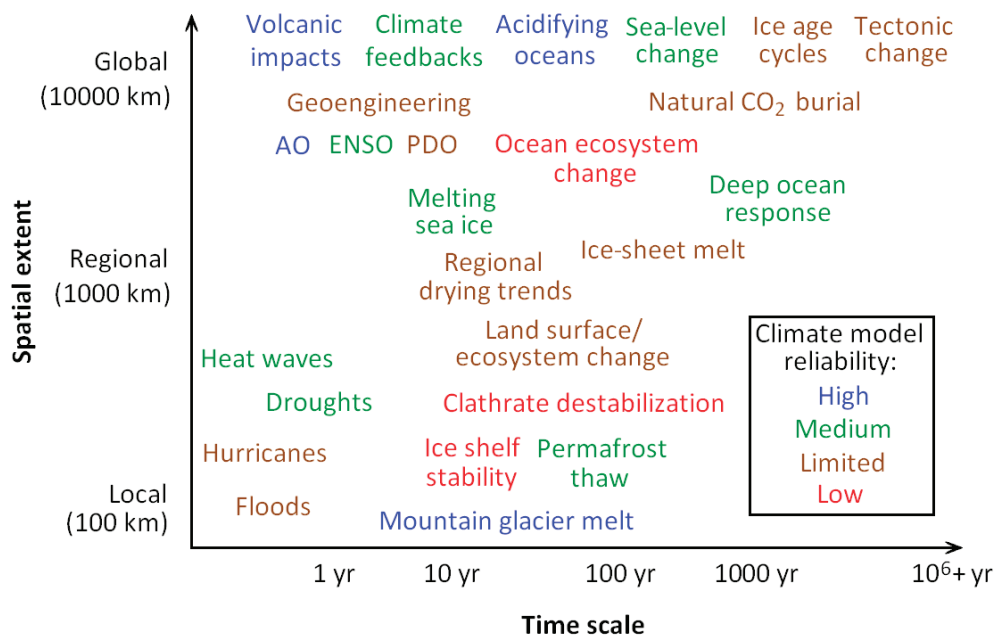 Volcanic
impacts
Climate
feedbacks
Acidifying
oceans
Sea-level
change
Ice age
cycles
Tectonic
change
Global
(10000 km)
Geoengineering
Natural CO₂ burial
AO
ENSO
PDO
Ocean ecosystem
change
Melting
sea ice
Deep ocean
response
Spatial extent
Regional
(1000 km)
Regional
drying trends
Ice-sheet melt
Land surface/
ecosystem change
Heat waves
Droughts
Clathrate destabilization
Hurricanes
Ice shelf
stability
Permafrost
thaw
Local
(100 km)
Floods
Mountain glacier melt
Climate model
reliability:
High
Medium
Limited
Low
1 yr
10 yr
100 yr
1000 yr
10⁶+ yr
Time scale